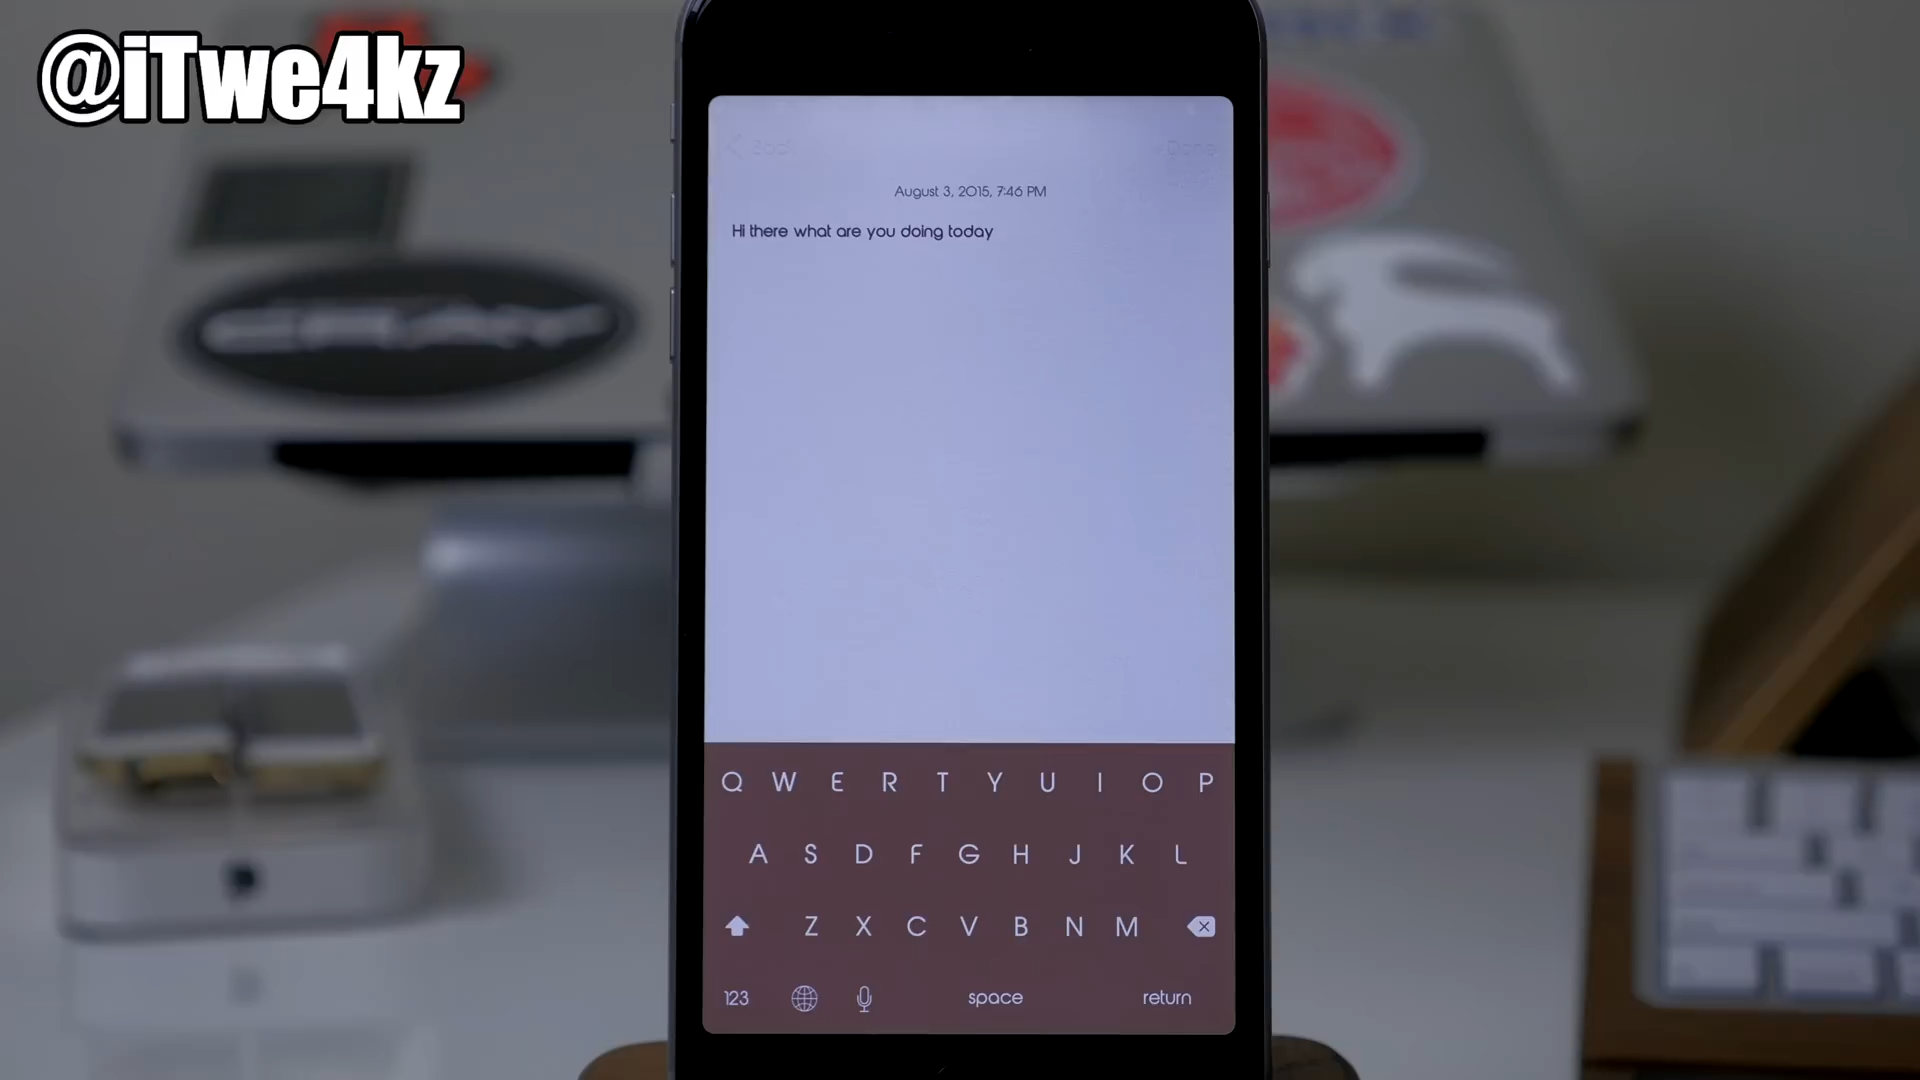 @iTwe4kz
August 3, 2015, 7:46 PM
Hi there what are you doing today
Q W E R T Y U I O P
A S D F G H J K L
Z X C V B N M
123 space return